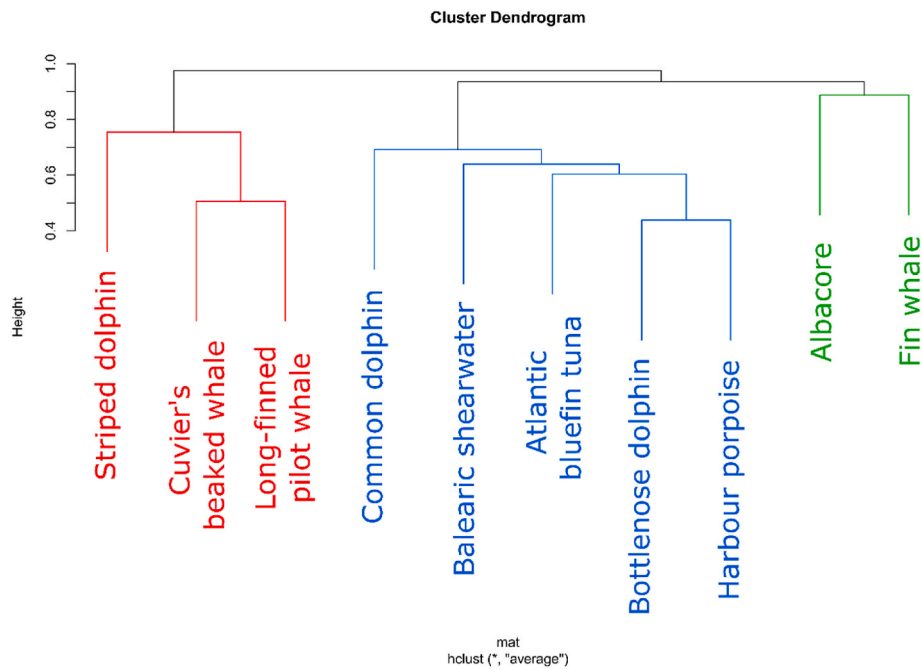 Cluster Dendrogram
Height
1.0
0.8
0.6
0.4
Striped dolphin
Cuvier's
beaked whale
Long-finned
pilot whale
Common dolphin
Balearic shearwater
Atlantic
bluefin tuna
Bottlenose dolphin
Harbour porpoise
Albacore
Fin whale
mat
hclust (*, "average")